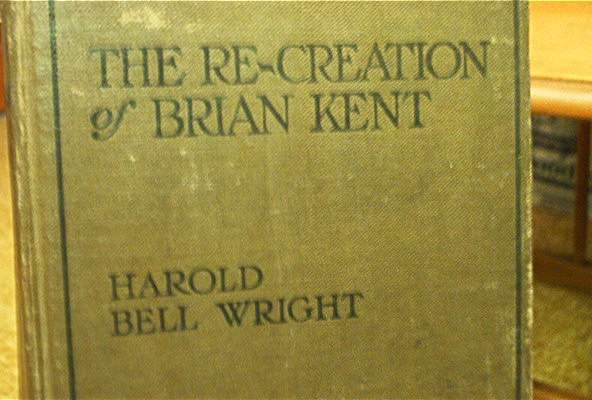 THE RE-CREATION
of BRIAN KENT
HAROLD
BELL WRIGHT